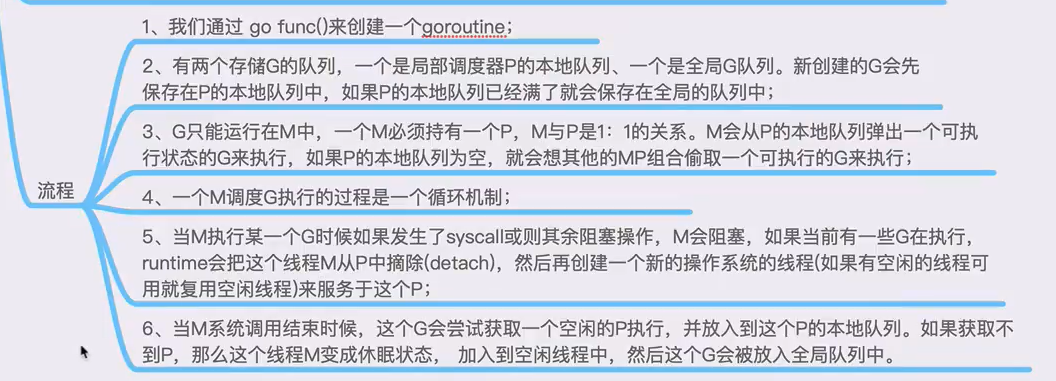 1、我们通过 go func()来创建一个goroutine；
2、有两个存储G的队列，一个是局部调度器P的本地队列、一个是全局G队列。新创建的G会先
保存在P的本地队列中，如果P的本地队列已经满了就会保存在全局的队列中；
3、G只能运行在M中，一个M必须持有一个P，M与P是1：1的关系。M会从P的本地队列弹出一个可执
行状态的G来执行，如果P的本地队列为空，就会想其他的MP组合偷取一个可执行的G来执行；
流程
4、一个M调度G执行的过程是一个循环机制；
5、当M执行某一个G时候如果发生了syscall或则其余阻塞操作，M会阻塞，如果当前有一些G在执行，
runtime会把这个线程M从P中摘除(detach)，然后再创建一个新的操作系统的线程(如果有空闲的线程可
用就复用空闲线程)来服务于这个P；
6、当M系统调用结束时候，这个G会尝试获取一个空闲的P执行，并放入到这个P的本地队列。如果获取不
到P，那么这个线程M变成休眠状态， 加入到空闲线程中，然后这个G会被放入全局队列中。